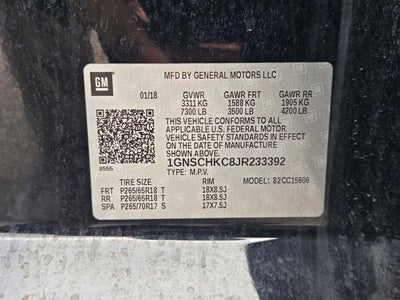 GM
MFD BY GENERAL MOTORS LLC
01/18 GVWR GAWR FRT GAWR RR
3311 KG 1588 KG 1905 KG
7300 LB 3500 LB 4200 LB
THIS VEHICLE CONFORMS TO ALL
APPLICABLE U.S. FEDERAL MOTOR
VEHICLE SAFETY STANDARDS IN EFFECT
ON THE DATE OF MANUFACTURE
SHOWN ABOVE.
1GNSCHKC8JR233392
TYPE: M.P.V. MODEL: 82CC15906
TIRE SIZE RIM
FRT P265/65R18 T 18X8.5J
RR P265/65R18 T 18X8.5J
SPA P265/70R17 S 17X7.5J